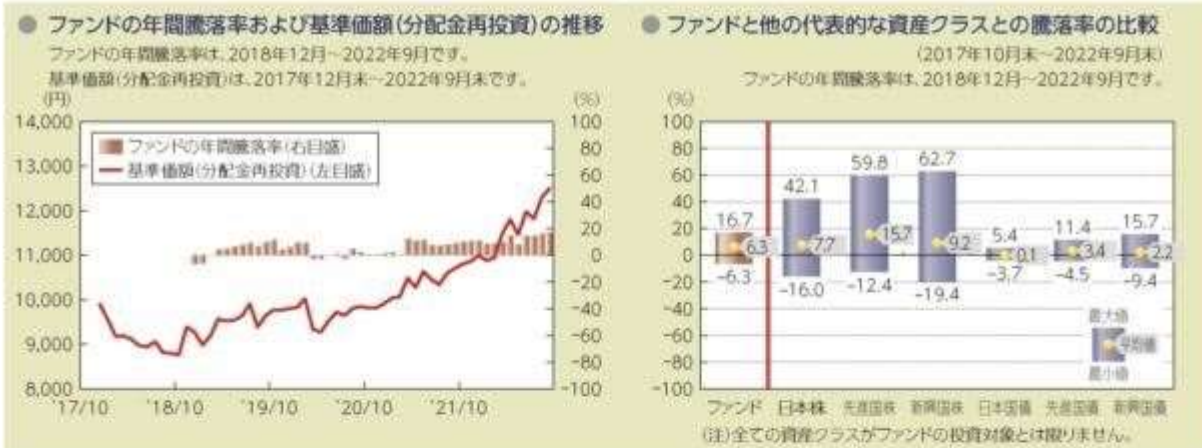 ● ファンドの年間騰落率および基準価額(分配金再投資)の推移
ファンドの年間騰落率は、2018年12月～2022年9月です。
基準価額(分配金再投資)は、2017年12月末～2022年9月末です。
(円)
(%)
14,000
13,000
12,000
11,000
10,000
9,000
8,000
ファンドの年間騰落率(右目盛)
基準価額(分配金再投資)(左目盛)
100
80
60
40
20
0
-20
-40
-60
-80
-100
'17/10 '18/10 '19/10 '20/10 '21/10
● ファンドと他の代表的な資産クラスとの騰落率の比較
(2017年10月末～2022年9月末)
ファンドの年間騰落率は、2018年12月～2022年9月です。
(%)
100
80
60
40
20
0
-20
-40
-60
-80
-100
16.7 42.1 59.8 62.7 5.4 11.4 15.7
6.3 7.7 15.7 9.2 0.1 3.4 2.2
-6.3 -16.0 -12.4 -19.4 -3.7 -4.5 -9.4
最大値
平均値
最小値
ファンド 日本株 先進国株 新興国株 日本国債 先進国債 新興国債
(注)全ての資産クラスがファンドの投資対象とは限りません。